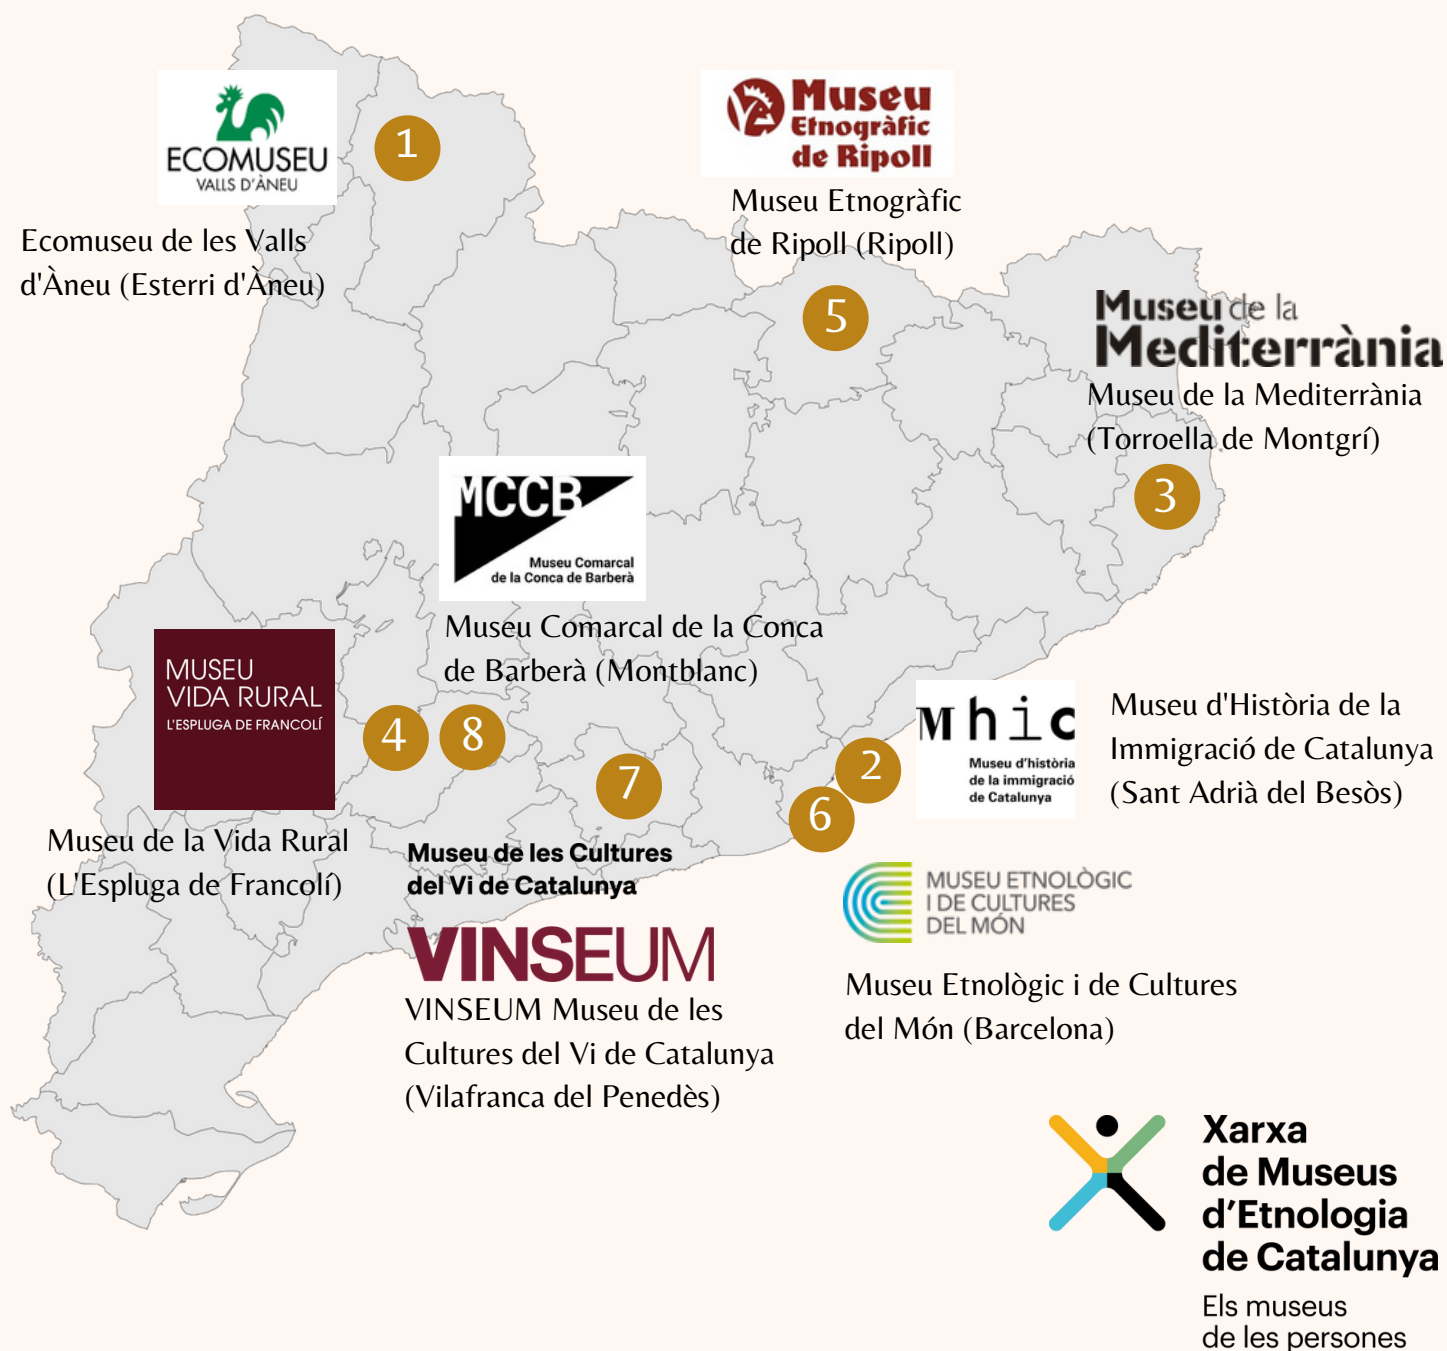 ECOMUSEU
VALLS D'ÀNEU
Ecomuseu de les Valls
d'Àneu (Esterri d'Àneu)
1
Museu
Etnogràfic
de Ripoll
Museu Etnogràfic
de Ripoll (Ripoll)
5
Museu de la
Mediterrània
Museu de la Mediterrània
(Torroella de Montgrí)
3
MCCB
Museu Comarcal
de la Conca de Barberà
Museu Comarcal de la Conca
de Barberà (Montblanc)
MUSEU
VIDA RURAL
L'ESPLUGA DE FRANCOLÍ
Museu de la Vida Rural
(L'Espluga de Francolí)
4
8
7
2
6
Mhic
Museu d'història
de la immigració
de Catalunya
Museu d'Història de la
Immigració de Catalunya
(Sant Adrià del Besòs)
Museu de les Cultures
del Vi de Catalunya
VINSEUM
VINSEUM Museu de les
Cultures del Vi de Catalunya
(Vilafranca del Penedès)
MUSEU ETNOLÒGIC
I DE CULTURES
DEL MÓN
Museu Etnològic i de Cultures
del Món (Barcelona)
Xarxa
de Museus
d'Etnologia
de Catalunya
Els museus
de les persones